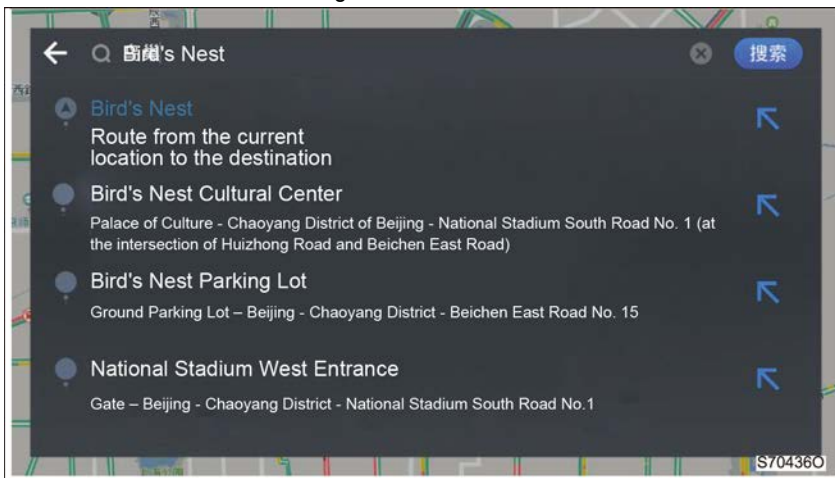 Bird's Nest
搜索
Bird's Nest
Route from the current
location to the destination
Bird's Nest Cultural Center
Palace of Culture - Chaoyang District of Beijing - National Stadium South Road No. 1 (at
the intersection of Huizhong Road and Beichen East Road)
Bird's Nest Parking Lot
Ground Parking Lot – Beijing - Chaoyang District - Beichen East Road No. 15
National Stadium West Entrance
Gate – Beijing - Chaoyang District - National Stadium South Road No.1
S70436O